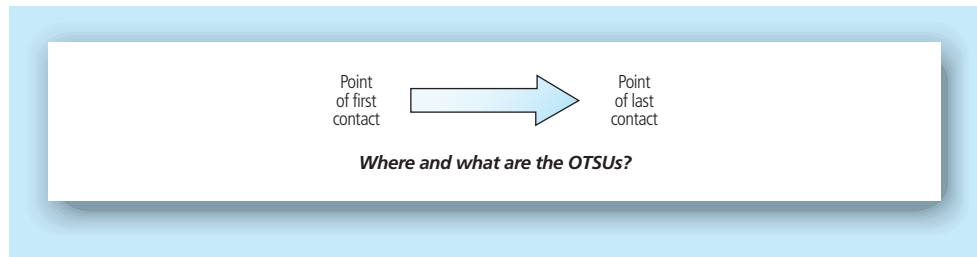 Point
of first
contact
Point
of last
contact
Where and what are the OTSUs?